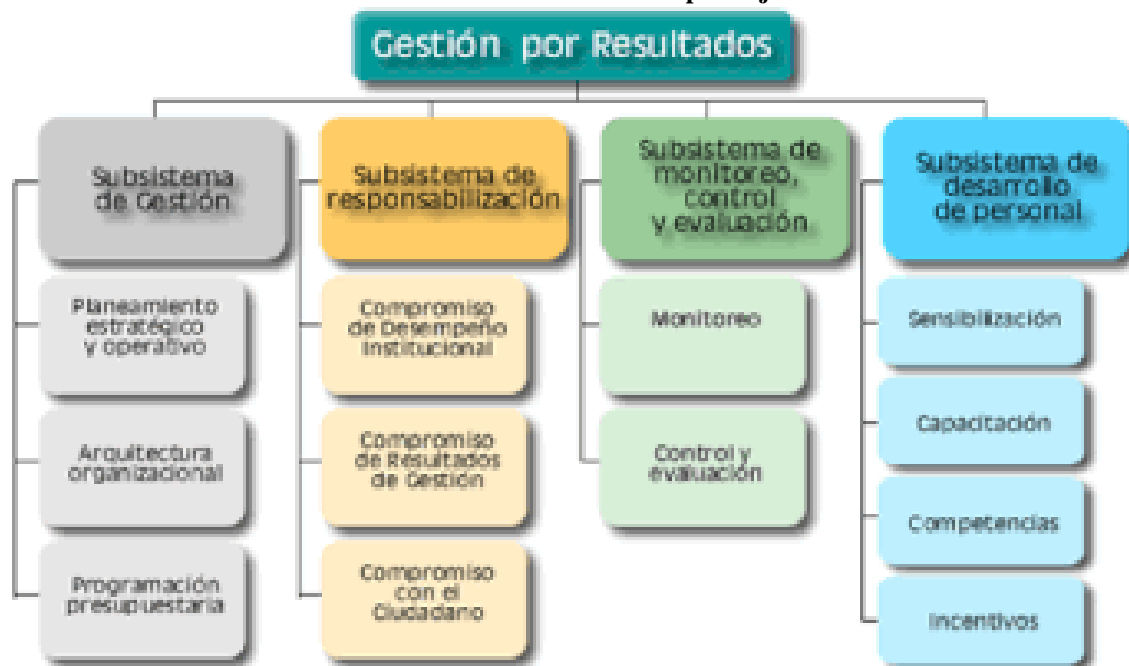 Gestión por Resultados
Subsistema
de Gestión
Planeamiento
estratégico
y operativo
Arquitectura
organizacional
Programación
presupuestaria
Subsistema de
responsabilización
Compromiso
de Desempeño
Institucional
Compromiso
de Resultados
de Gestión
Compromiso
con el
Ciudadano
Subsistema de
monitoreo,
control
y evaluación
Monitoreo
Control y
evaluación
Subsistema de
desarrollo
de personal
Sensibilización
Capacitación
Competencias
Incentivos